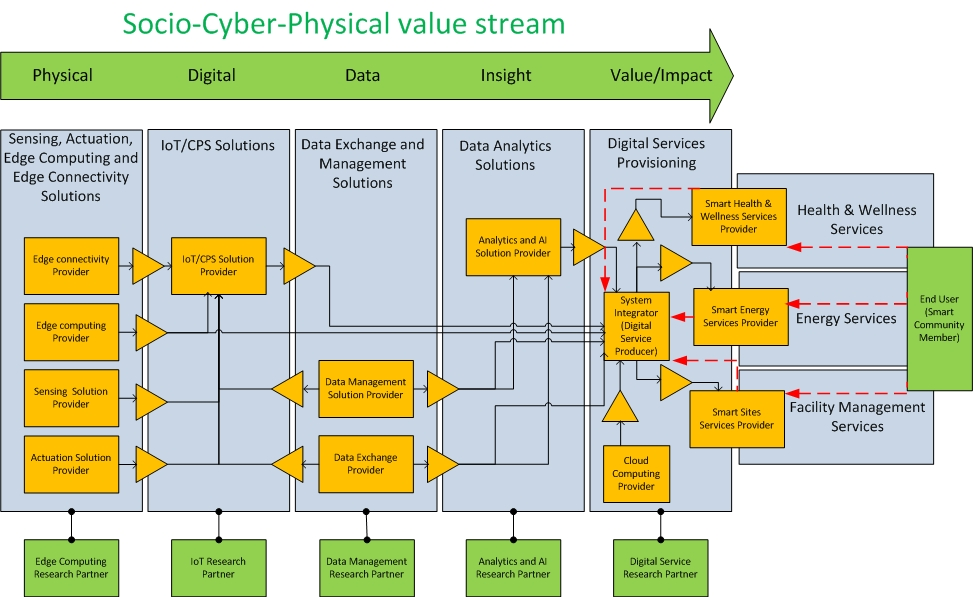 Socio-Cyber-Physical value stream
Physical
Digital
Data
Insight
Value/Impact
Sensing, Actuation,
Edge Computing and
Edge Connectivity
Solutions
IoT/CPS Solutions
Data Exchange and
Management
Solutions
Data Analytics
Solutions
Digital Services
Provisioning
Edge connectivity
Provider
Edge computing
Provider
Sensing  Solution
Provider
Actuation Solution
Provider
IoT/CPS Solution
Provider
Data Management
Solution Provider
Data Exchange
Provider
Analytics and AI
Solution Provider
System
Integrator
(Digital
Service
Producer)
Cloud
Computing
Provider
Smart Health &
Wellness Services
Provider
Smart Energy
Services Provider
Smart Sites
Services Provider
Health & Wellness
Services
Energy Services
Facility Management
Services
End User
(Smart
Community
Member)
Edge Computing
Research Partner
IoT Research
Partner
Data Management
Research Partner
Analytics and AI
Research Partner
Digital Service
Research Partner